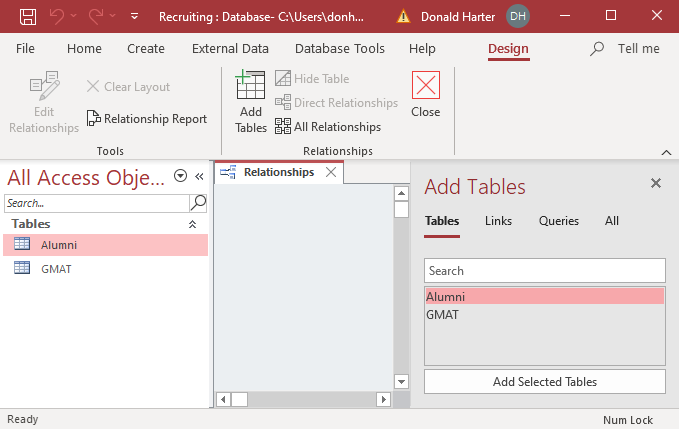 Recruiting : Database- C:\Users\donh... Donald Harter DH
File Home Create External Data Database Tools Help Design Tell me
Edit Relationships
Clear Layout
Relationship Report
Tools
Add Tables
Hide Table
Direct Relationships
All Relationships
Relationships
Close
All Access Obje...
Search...
Tables
Alumni
GMAT
Relationships
Add Tables
Tables Links Queries All
Search
Alumni
GMAT
Add Selected Tables
Ready Num Lock